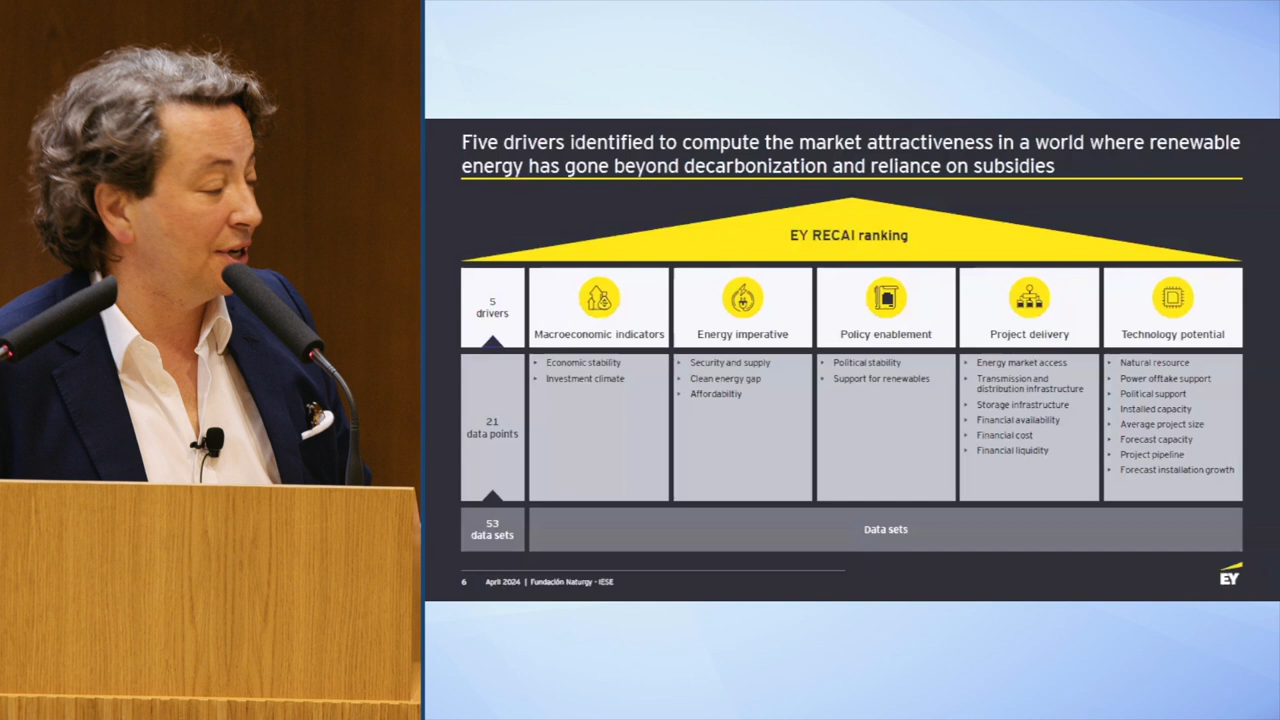 Five drivers identified to compute the market attractiveness in a world where renewable
energy has gone beyond decarbonization and reliance on subsidies
EY RECAI ranking
5
drivers
Macroeconomic indicators
Energy imperative
Policy enablement
Project delivery
Technology potential
21
data points
Economic stability
Investment climate
Security and supply
Clean energy gap
Affordabiltiy
Political stability
Support for renewables
Energy market access
Transmission and
distribution infrastructure
Storage infrastructure
Financial availability
Financial cost
Financial liquidity
Natural resource
Power offtake support
Political support
Installed capacity
Average project size
Forecast capacity
Project pipeline
Forecast installation growth
53
data sets
Data sets
6 April 2024 | Fundación Naturgy - IESE
EY